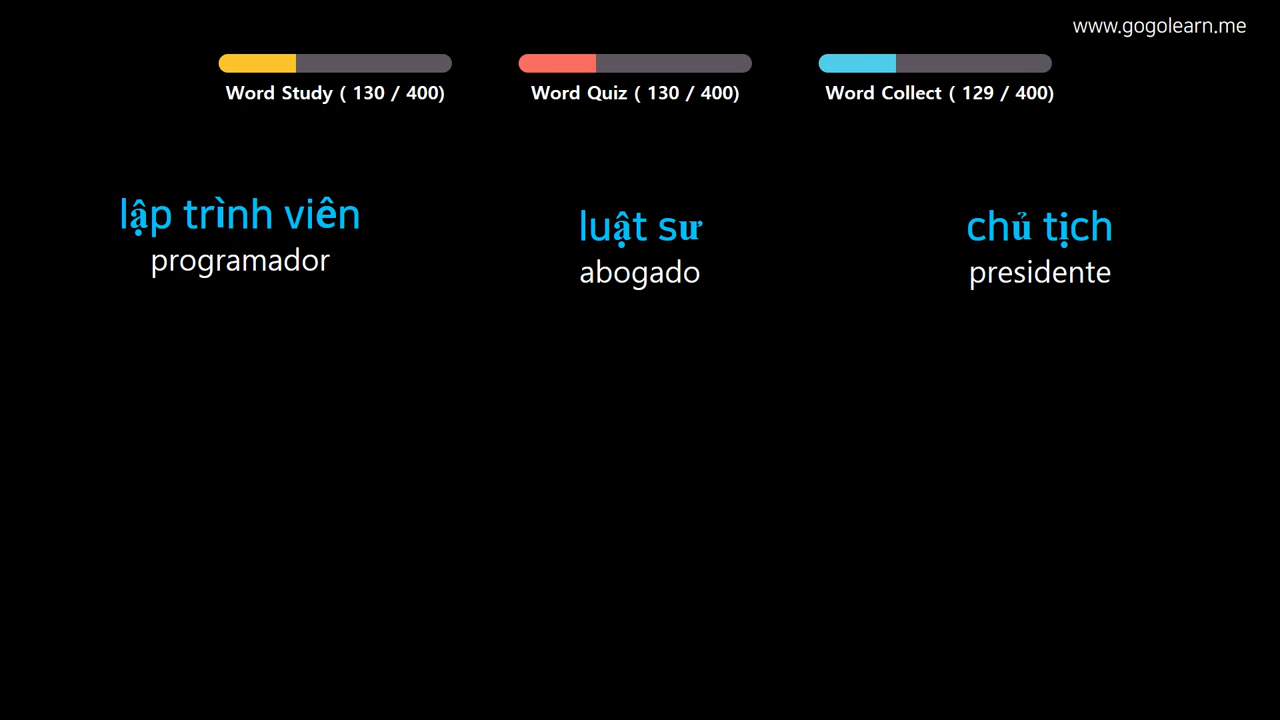 www.gogolearn.me
Word Study ( 130 / 400)
Word Quiz ( 130 / 400)
Word Collect ( 129 / 400)
lập trình viên
programador
luật sư
abogado
chủ tịch
presidente